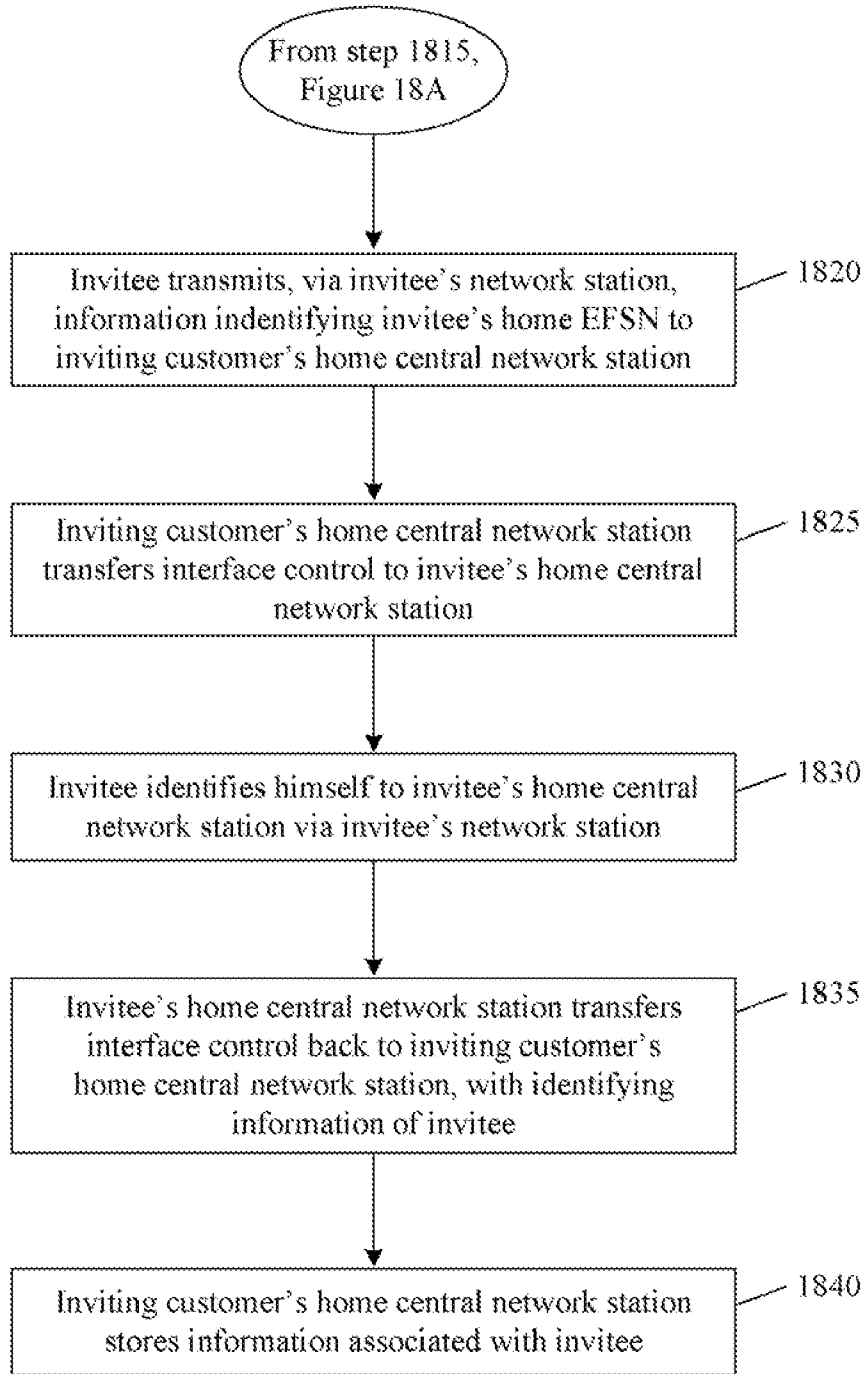 From step 1815,
Figure 18A
Invitee transmits, via invitee's network station,
information indentifying invitee's home EFSN to
inviting customer's home central network station
1820
Inviting customer's home central network station
transfers interface control to invitee's home central
network station
1825
Invitee identifies himself to invitee's home central
network station via invitee's network station
1830
Invitee's home central network station transfers
interface control back to inviting customer's
home central network station, with identifying
information of invitee
1835
Inviting customer's home central network station
stores information associated with invitee
1840